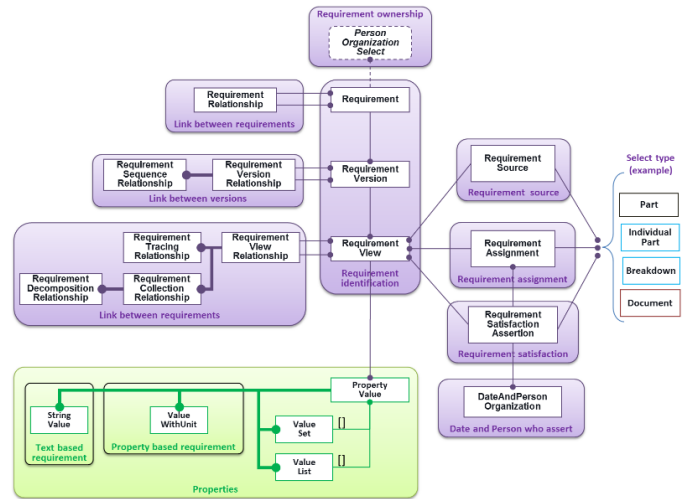 Requirement ownership
Person
Organization
Select
Requirement
Relationship
Link between requirements
Requirement
Requirement
Sequence
Relationship
Requirement
Version
Relationship
Link between versions
Requirement
Version
Requirement
Tracing
Relationship
Requirement
View
Relationship
Requirement
Decomposition
Relationship
Requirement
Collection
Relationship
Link between requirements
Requirement
View
Requirement
identification
Requirement
Source
Requirement source
Requirement
Assignment
Requirement assignment
Requirement
Satisfaction
Assertion
Requirement satisfaction
DateAndPerson
Organization
Date and Person who assert
Select type
(example)
Part
Individual
Part
Breakdown
Document
Property
Value
String
Value
Text based
requirement
Value
WithUnit
Property based requirement
Value
Set
[]
Value
List
[]
Properties